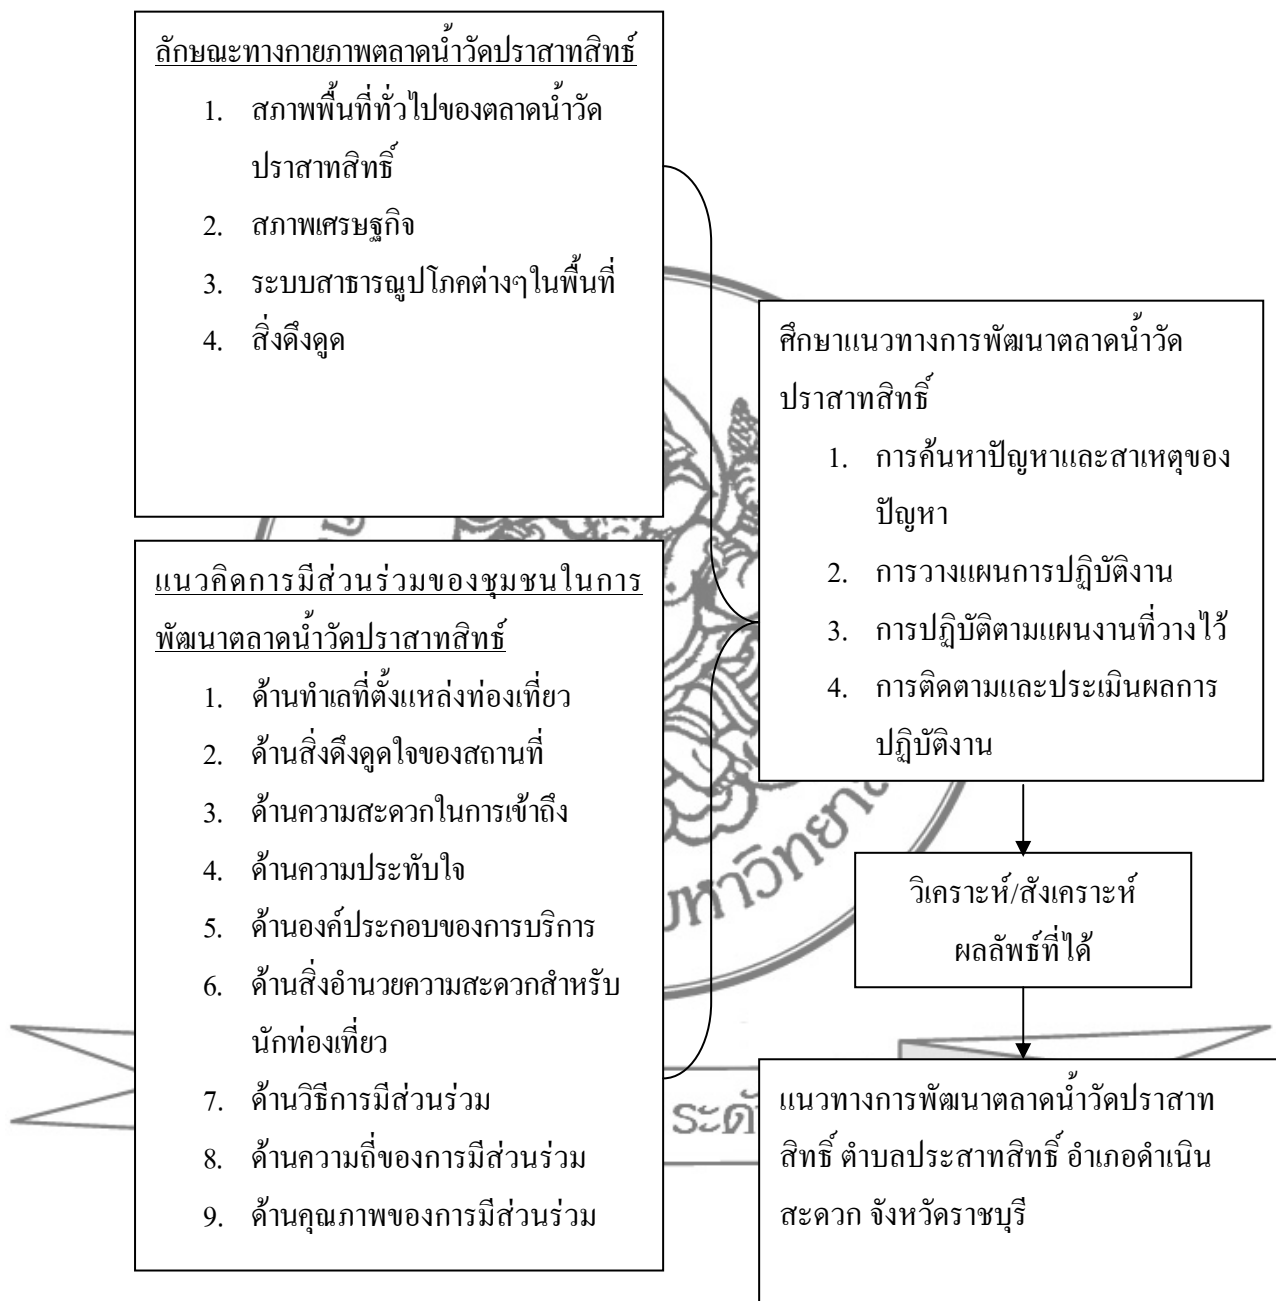 ลักษณะทางกายภาพตลาดน้ำวัดปราสาทสิทธ์
1. สภาพพื้นที่ทั่วไปของตลาดน้ำวัด
ปราสาทสิทธิ์
2. สภาพเศรษฐกิจ
3. ระบบสาธารณูปโภคต่างๆในพื้นที่
4. สิ่งดึงดูด
แนวคิดการมีส่วนร่วมของชุมชนในการ
พัฒนาตลาดน้ำวัดปราสาทสิทธ์
1. ด้านทำเลที่ตั้งแหล่งท่องเที่ยว
2. ด้านสิ่งดึงดูดใจของสถานที่
3. ด้านความสะดวกในการเข้าถึง
4. ด้านความประทับใจ
5. ด้านองค์ประกอบของการบริการ
6. ด้านสิ่งอำนวยความสะดวกสำหรับ
นักท่องเที่ยว
7. ด้านวิธีการมีส่วนร่วม
8. ด้านความถี่ของการมีส่วนร่วม
9. ด้านคุณภาพของการมีส่วนร่วม
ศึกษาแนวทางการพัฒนาตลาดน้ำวัด
ปราสาทสิทธิ์
1. การค้นหาปัญหาและสาเหตุของ
ปัญหา
2. การวางแผนการปฏิบัติงาน
3. การปฏิบัติตามแผนงานที่วางไว้
4. การติดตามและประเมินผลการ
ปฏิบัติงาน
วิเคราะห์/สังเคราะห์
ผลลัพธ์ที่ได้
แนวทางการพัฒนาตลาดน้ำวัดปราสาท
สิทธิ์ ตำบลประสาทสิทธิ์ อำเภอดำเนิน
สะดวก จังหวัดราชบุรี